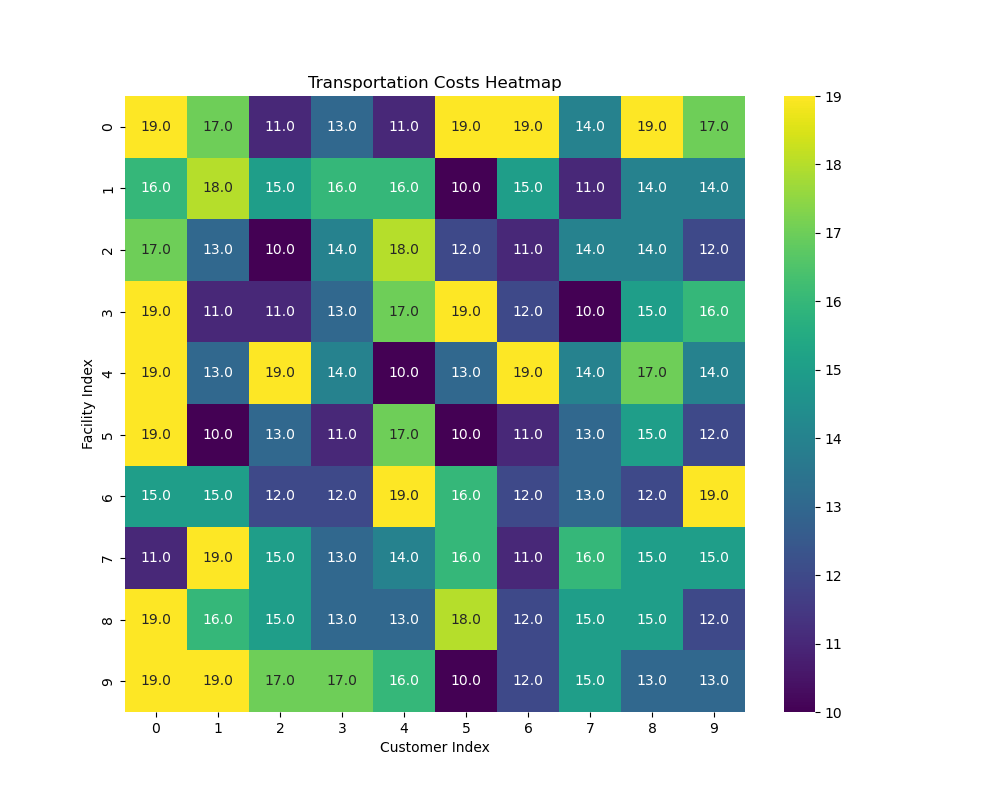 Transportation Costs Heatmap
0 19.0 17.0 11.0 13.0 11.0 19.0 19.0 14.0 19.0 17.0
1 16.0 18.0 15.0 16.0 16.0 10.0 15.0 11.0 14.0 14.0
2 17.0 13.0 10.0 14.0 18.0 12.0 11.0 14.0 14.0 12.0
3 19.0 11.0 11.0 13.0 17.0 19.0 12.0 10.0 15.0 16.0
4 19.0 13.0 19.0 14.0 10.0 13.0 19.0 14.0 17.0 14.0
5 19.0 10.0 13.0 11.0 17.0 10.0 11.0 13.0 15.0 12.0
6 15.0 15.0 12.0 12.0 19.0 16.0 12.0 13.0 12.0 19.0
7 11.0 19.0 15.0 13.0 14.0 16.0 11.0 16.0 15.0 15.0
8 19.0 16.0 15.0 13.0 13.0 18.0 12.0 15.0 15.0 12.0
9 19.0 19.0 17.0 17.0 16.0 10.0 12.0 15.0 13.0 13.0
0 1 2 3 4 5 6 7 8 9
Customer Index
Facility Index
19
18
17
16
15
14
13
12
11
10